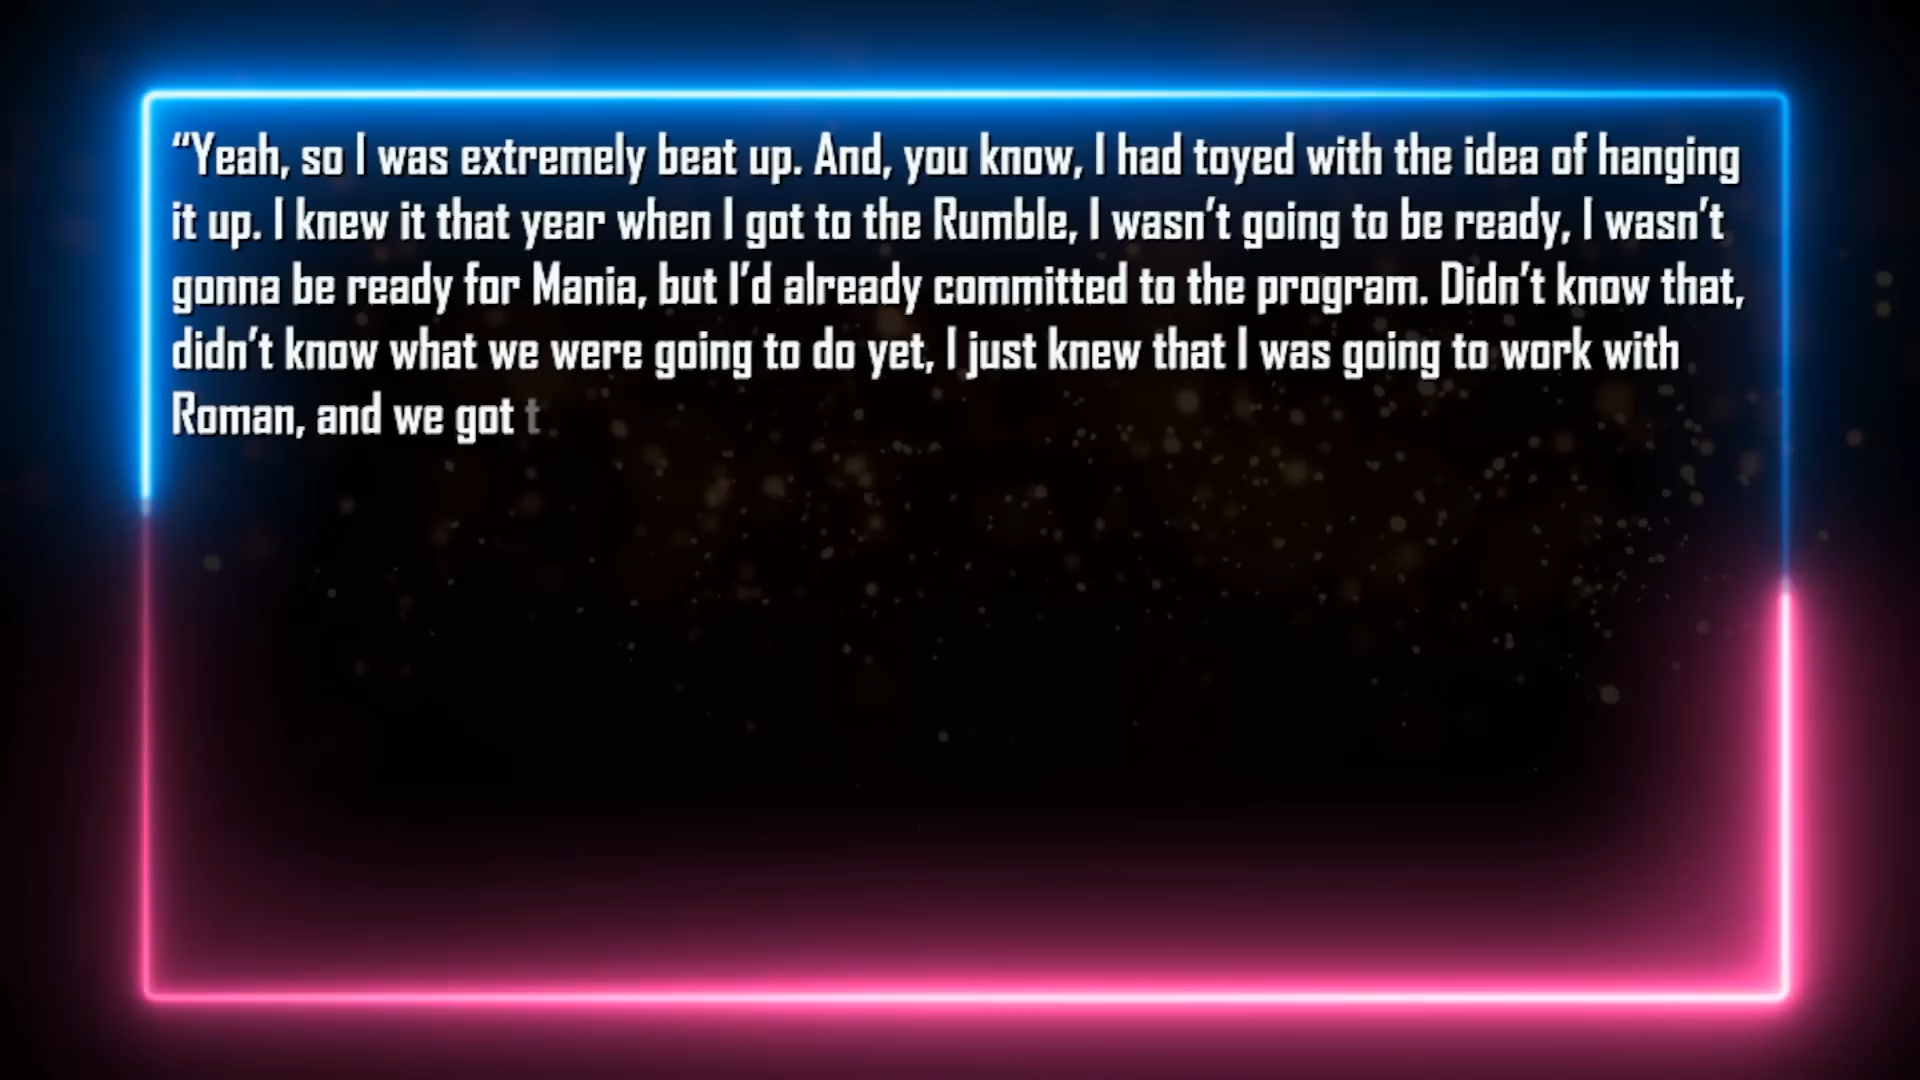 “Yeah, so I was extremely beat up. And, you know, I had toyed with the idea of hanging
it up. I knew it that year when I got to the Rumble, I wasn’t going to be ready, I wasn’t
gonna be ready for Mania, but I’d already committed to the program. Didn’t know that,
didn’t know what we were going to do yet, I just knew that I was going to work with
Roman, and we got t